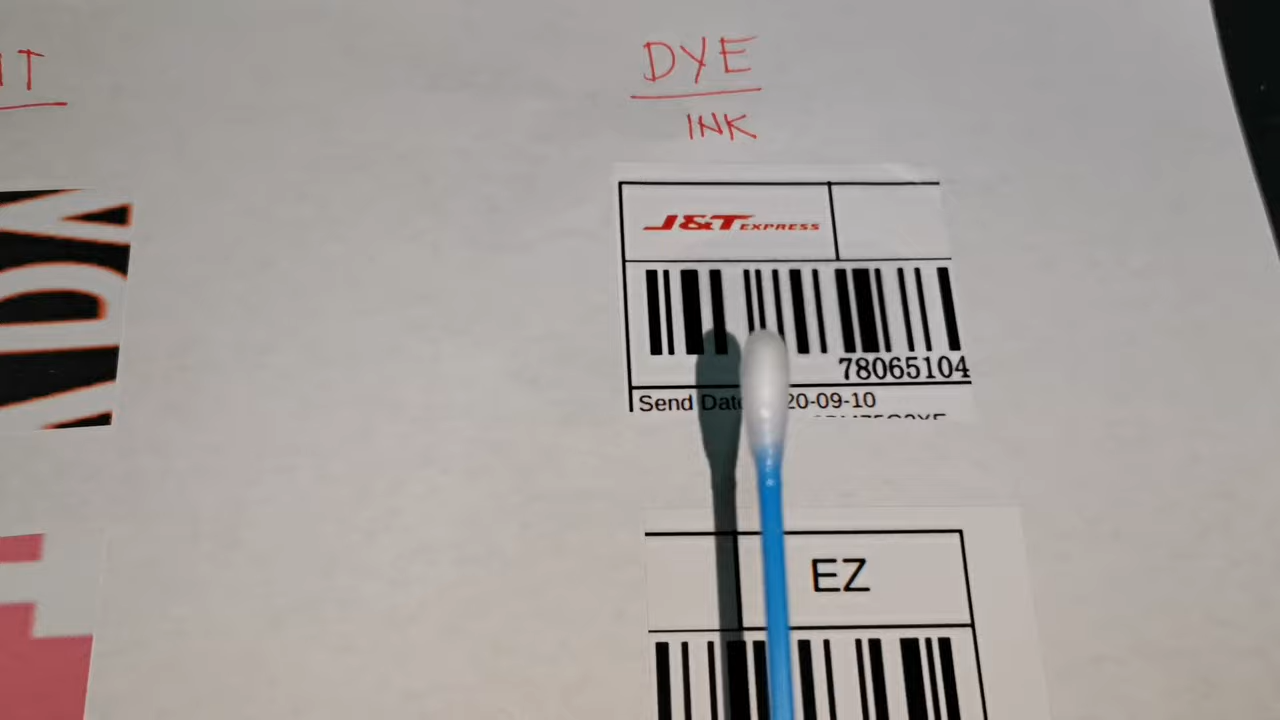 DYE
INK
J&T EXPRESS
78065104
Send Date 20-09-10
EZ